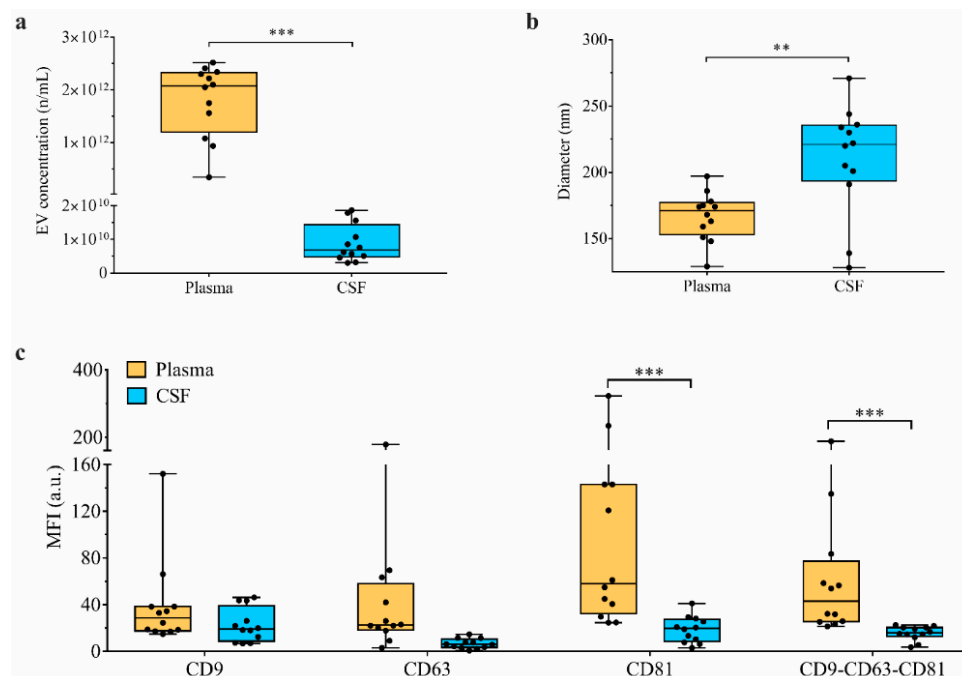 a
3×10¹²
2×10¹²
1×10¹²
2×10¹⁰
1×10¹⁰
0
EV concentration (n/mL)
***
Plasma
CSF
b
300
250
200
150
Diameter (nm)
**
Plasma
CSF
c
Plasma
CSF
400
300
200
160
120
80
40
0
MFI (a.u.)
***
***
CD9
CD63
CD81
CD9-CD63-CD81